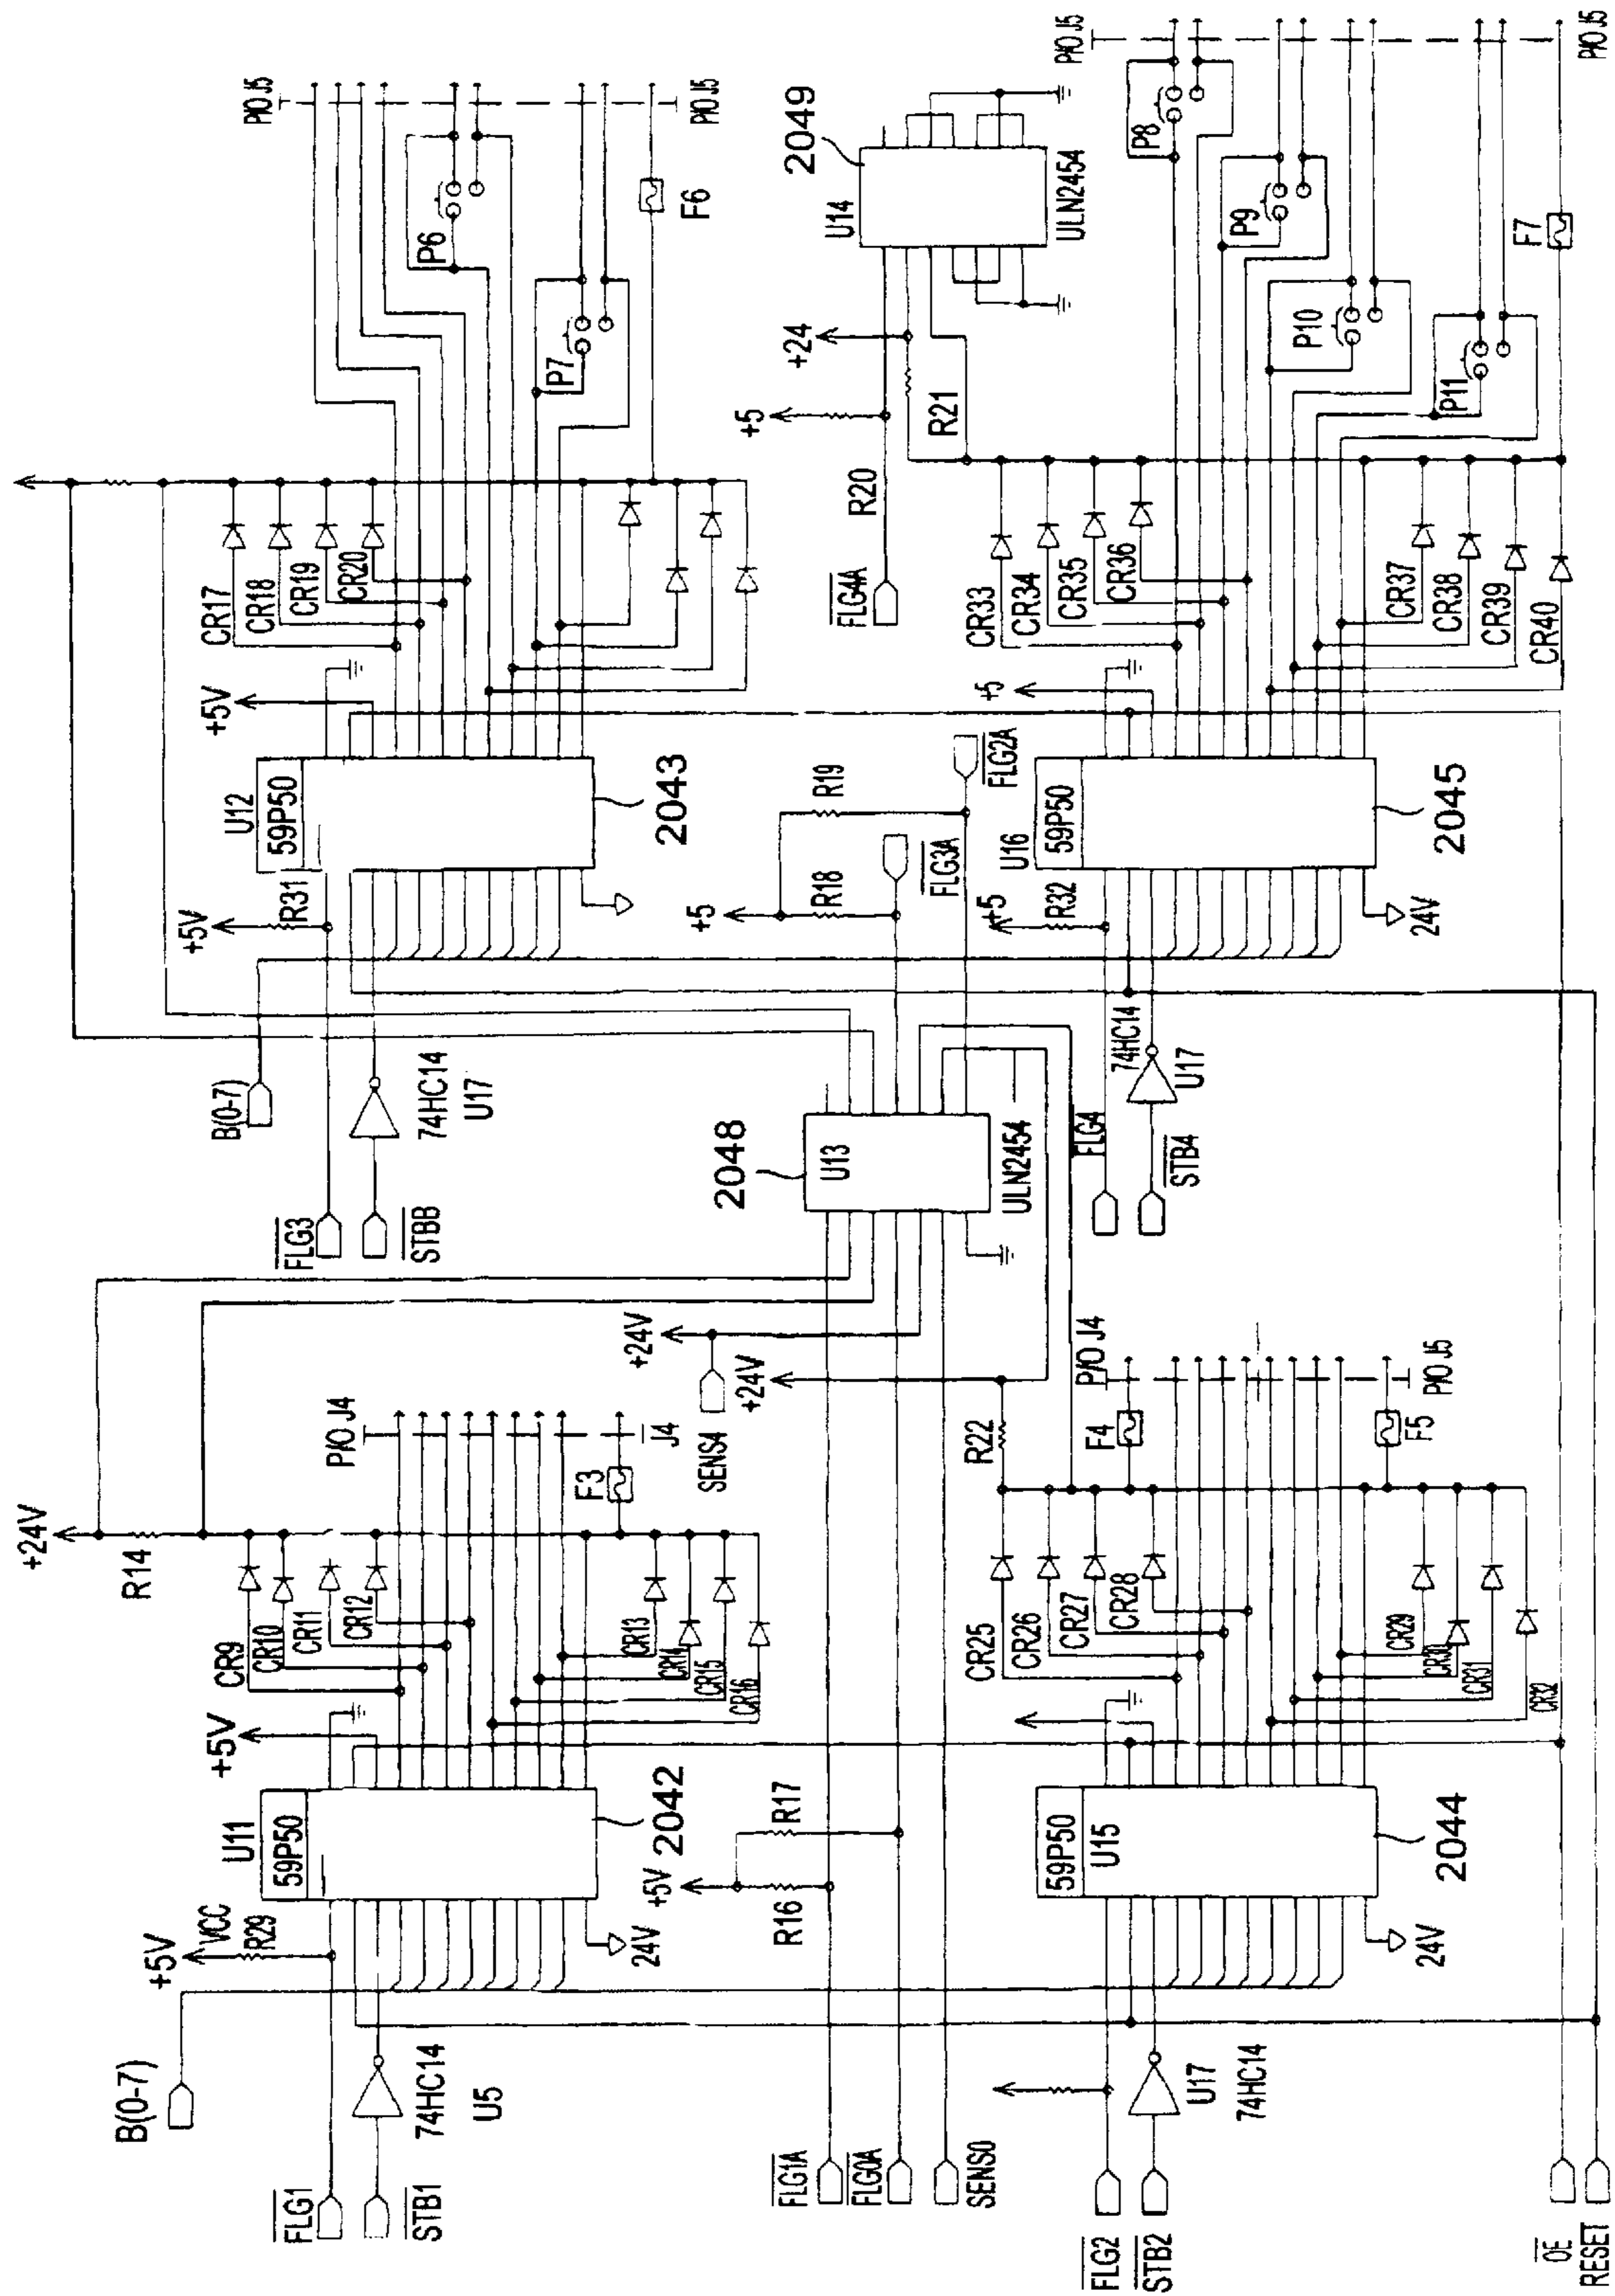 P/O J5
P6
P7
F6
P/O J5
CR17
CR18
CR19
CR20
+5V
U12
59P50
2043
+5V
R31
B(0-7)
74HC14
U17
FLG3
STBB
2049
U14
ULN2454
+24
+5
R21
R20
FLG4A
P/O J5
P8
P9
P10
P11
F7
P/O J5
CR33
CR34
CR35
CR36
CR37
CR38
CR39
CR40
+5
R19
FLG2A
R18
FLG3A
+5
U16
59P50
2045
+5
R32
24V
74HC14
U17
FLG4
STB4
2048
U13
ULN2454
+24V
R14
P/O J4
J4
F3
+24V
SENS4
+24V
CR9
CR10
CR11
CR12
CR13
CR14
CR15
CR16
+5V
U11
59P50
2042
+5V
VCC
R29
24V
B(0-7)
74HC14
U5
FLG1
STB1
+5V
R17
R16
FLG1A
FLG0A
SENS0
R22
P/O J4
F4
F5
P/O J5
CR25
CR26
CR27
CR28
CR29
CR30
CR31
CR32
59P50
U15
2044
24V
U17
74HC14
FLG2
STB2
OE
RESET